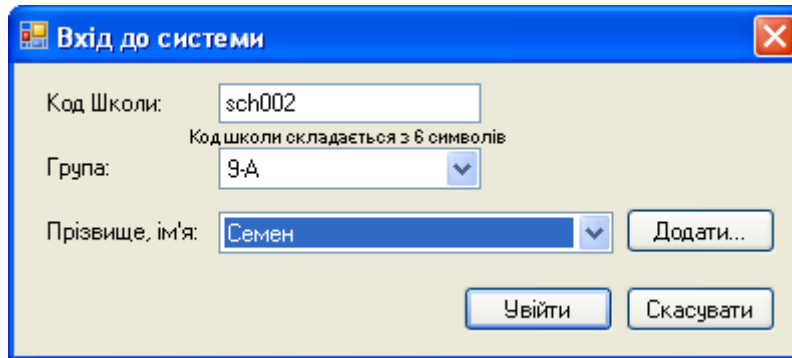 Вхід до системи
Код Школи: sch002
Код школи складається з 6 символів
Група: 9-А
Прізвище, ім'я: Семен Додати...
Увійти Скасувати